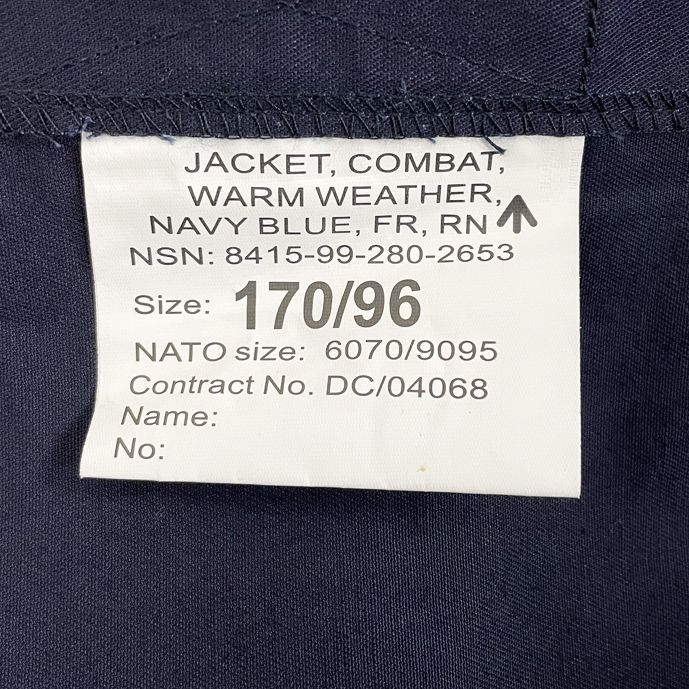 JACKET, COMBAT,
WARM WEATHER,
NAVY BLUE, FR, RN
NSN: 8415-99-280-2653
Size: 170/96
NATO size: 6070/9095
Contract No. DC/04068
Name:
No: